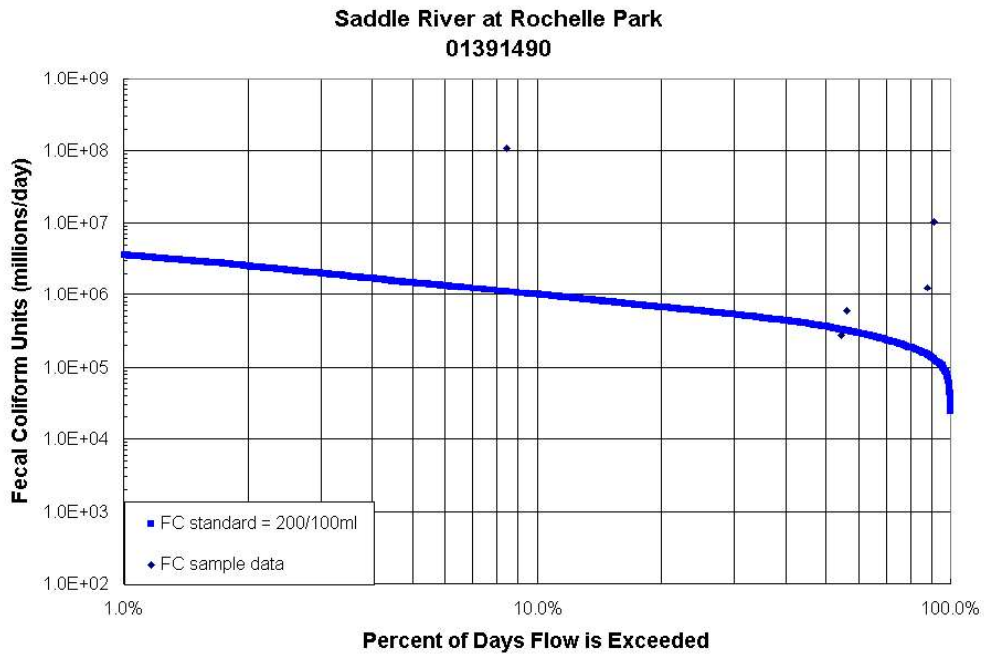 Saddle River at Rochelle Park
01391490
Fecal Coliform Units (millions/day)
1.0E+09
1.0E+08
1.0E+07
1.0E+06
1.0E+05
1.0E+04
1.0E+03
1.0E+02
FC standard = 200/100ml
FC sample data
1.0% 10.0% 100.0%
Percent of Days Flow is Exceeded